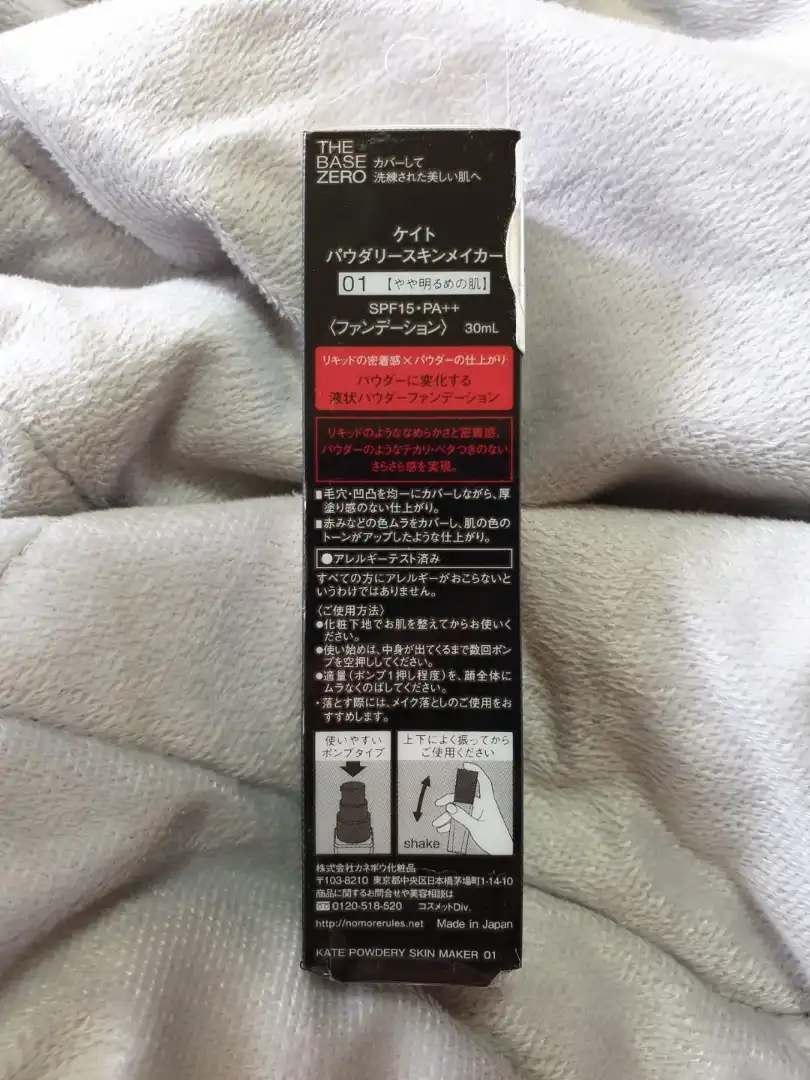 THE
BASE
ZERO
カバーして
洗練された美しい肌へ
ケイト
パウダリースキンメイカー
01 【やや明るめの肌】
SPF15・PA++
〈ファンデーション〉 30mL
リキッドの密着感×パウダーの仕上がり
パウダーに変化する
液状パウダーファンデーション
リキッドのようななめらかさと密着感、
パウダーのようなテカリ・ベタつきのない
さらさら感を実現。
■毛穴・凹凸を均一にカバーしながら、厚
塗り感のない仕上がり。
■赤みなどの色ムラをカバーし、肌の色の
トーンがアップしたような仕上がり。
●アレルギーテスト済み
すべての方にアレルギーがおこらないと
いうわけではありません。
〈ご使用方法〉
●化粧下地でお肌を整えてからお使いく
ださい。
●使い始めは、中身が出てくるまで数回ポン
プを空押ししてください。
●適量(ポンプ1押し程度)を、顔全体に
ムラなくのばしてください。
・落とす際には、メイク落としのご使用をお
すすめします。
使いやすい
ポンプタイプ
上下によく振ってから
ご使用ください
shake
株式会社カネボウ化粧品
〒103-8210 東京都中央区日本橋茅場町1-14-10
商品に関するお問合せや美容相談は
0120-518-520 コスメットDiv.
http://nomorerules.net Made in Japan
KATE POWDERY SKIN MAKER 01